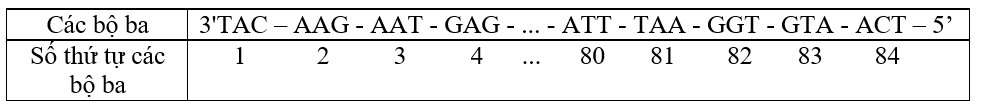 Các bộ ba 3'TAC – AAG - AAT - GAG - ... - ATT - TAA - GGT - GTA - ACT – 5’
Số thứ tự các bộ ba 1 2 3 4 ... 80 81 82 83 84